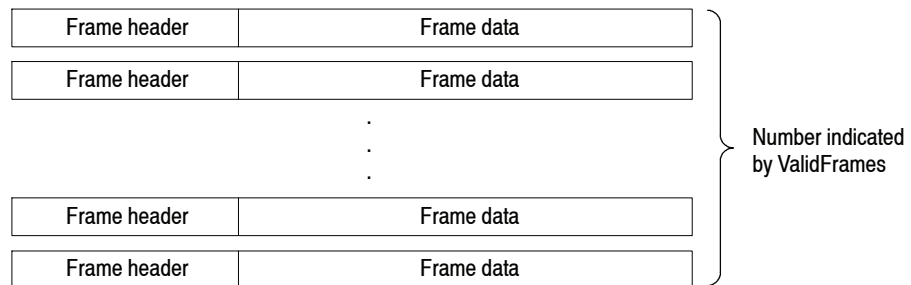 Frame header Frame data
Frame header Frame data
.
.
.
Number indicated
by ValidFrames
Frame header Frame data
Frame header Frame data